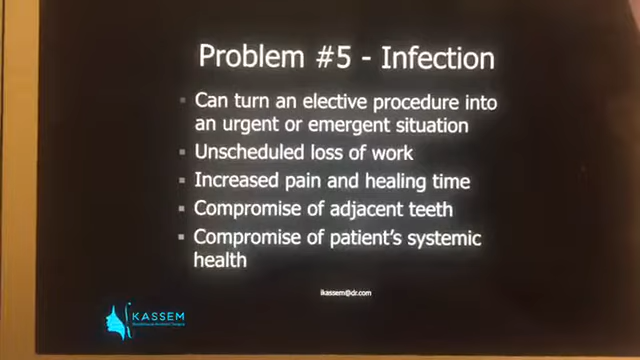 Problem #5 - Infection
Can turn an elective procedure into
an urgent or emergent situation
Unscheduled loss of work
Increased pain and healing time
Compromise of adjacent teeth
Compromise of patient's systemic
health
ikassem@dr.com
KASSEM